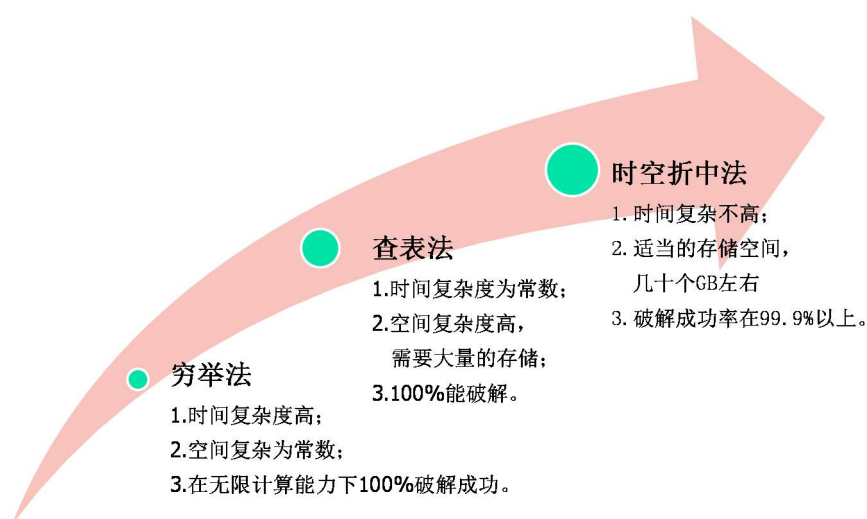 时空折中法
1.时间复杂不高；
2.适当的存储空间，
几十个GB左右
3.破解成功率在99.9%以上。
查表法
1.时间复杂度为常数；
2.空间复杂度高，
需要大量的存储；
3.100%能破解。
穷举法
1.时间复杂度高；
2.空间复杂为常数；
3.在无限计算能力下100%破解成功。